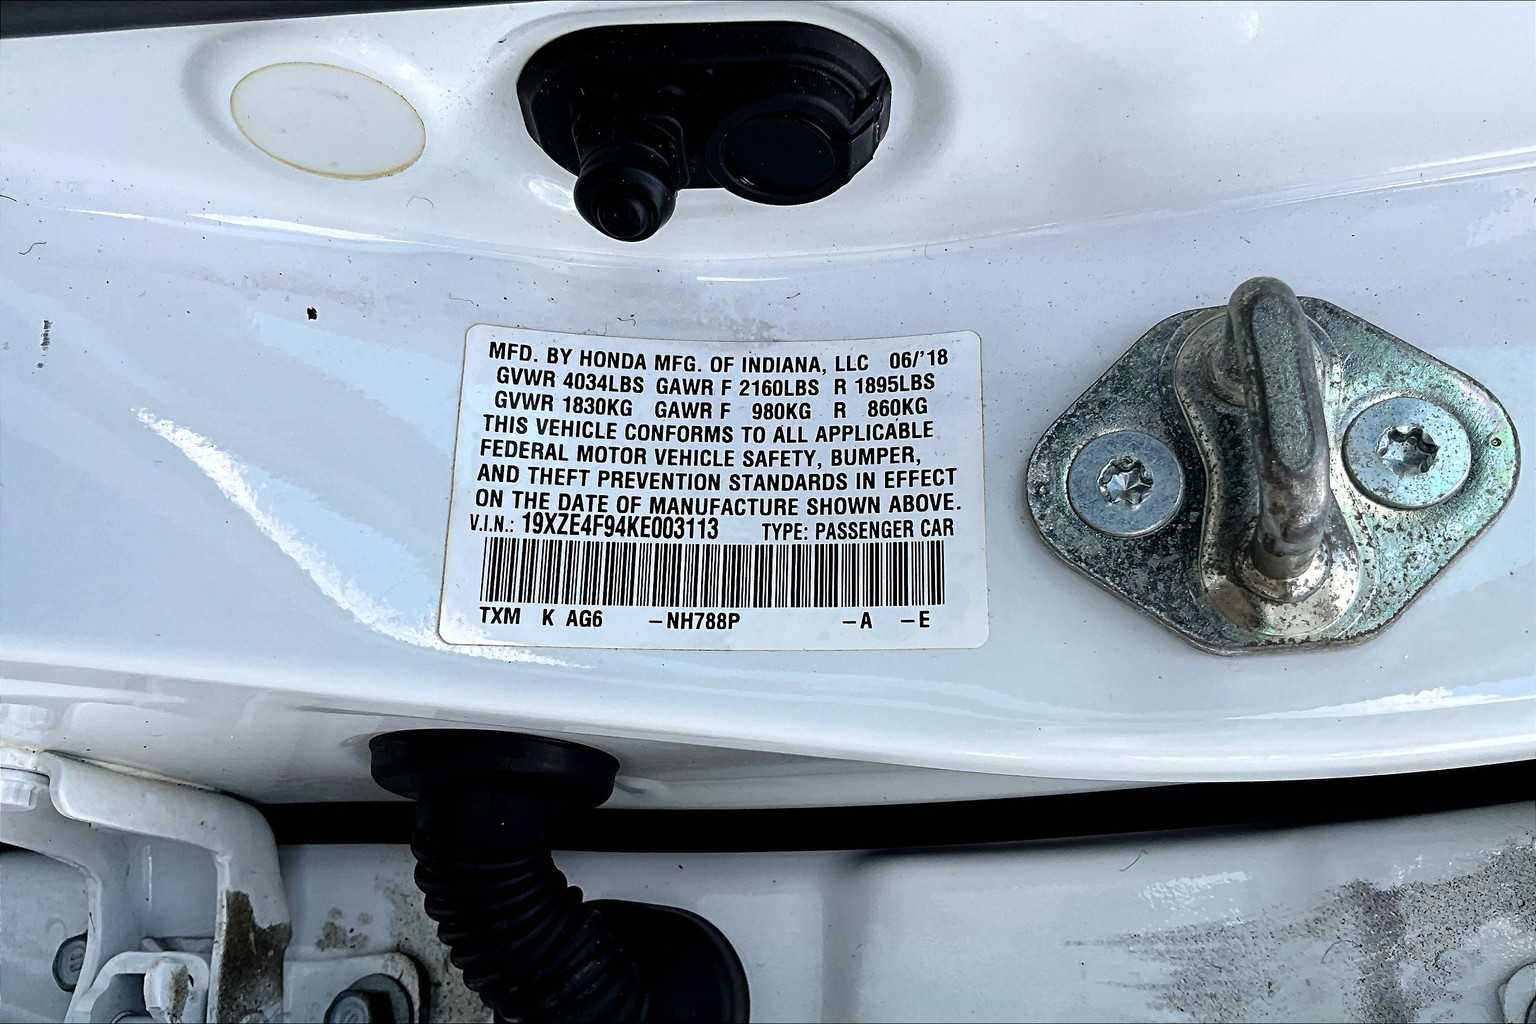 MFD. BY HONDA MFG. OF INDIANA, LLC 06/'18
GVWR 4034LBS GAWR F 2160LBS R 1895LBS
GVWR 1830KG GAWR F 980KG R 860KG
THIS VEHICLE CONFORMS TO ALL APPLICABLE
FEDERAL MOTOR VEHICLE SAFETY, BUMPER,
AND THEFT PREVENTION STANDARDS IN EFFECT
ON THE DATE OF MANUFACTURE SHOWN ABOVE.
V.I.N.: 19XZE4F94KE003113 TYPE: PASSENGER CAR
TXM K AG6 –NH788P –A –E